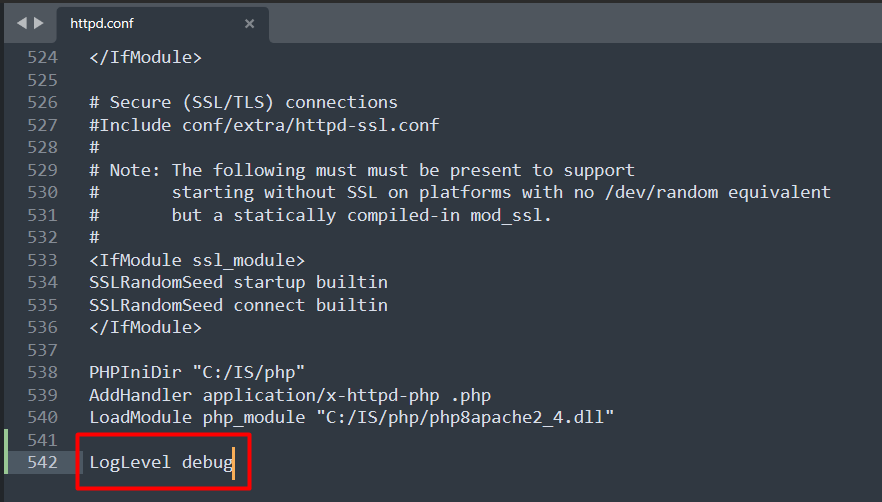 httpd.conf
524 </IfModule>
525
526 # Secure (SSL/TLS) connections
527 #Include conf/extra/httpd-ssl.conf
528 #
529 # Note: The following must must be present to support
530 #       starting without SSL on platforms with no /dev/random equivalent
531 #       but a statically compiled-in mod_ssl.
532 #
533 <IfModule ssl_module>
534 SSLRandomSeed startup builtin
535 SSLRandomSeed connect builtin
536 </IfModule>
537
538 PHPIniDir "C:/IS/php"
539 AddHandler application/x-httpd-php .php
540 LoadModule php_module "C:/IS/php/php8apache2_4.dll"
541
542 LogLevel debug